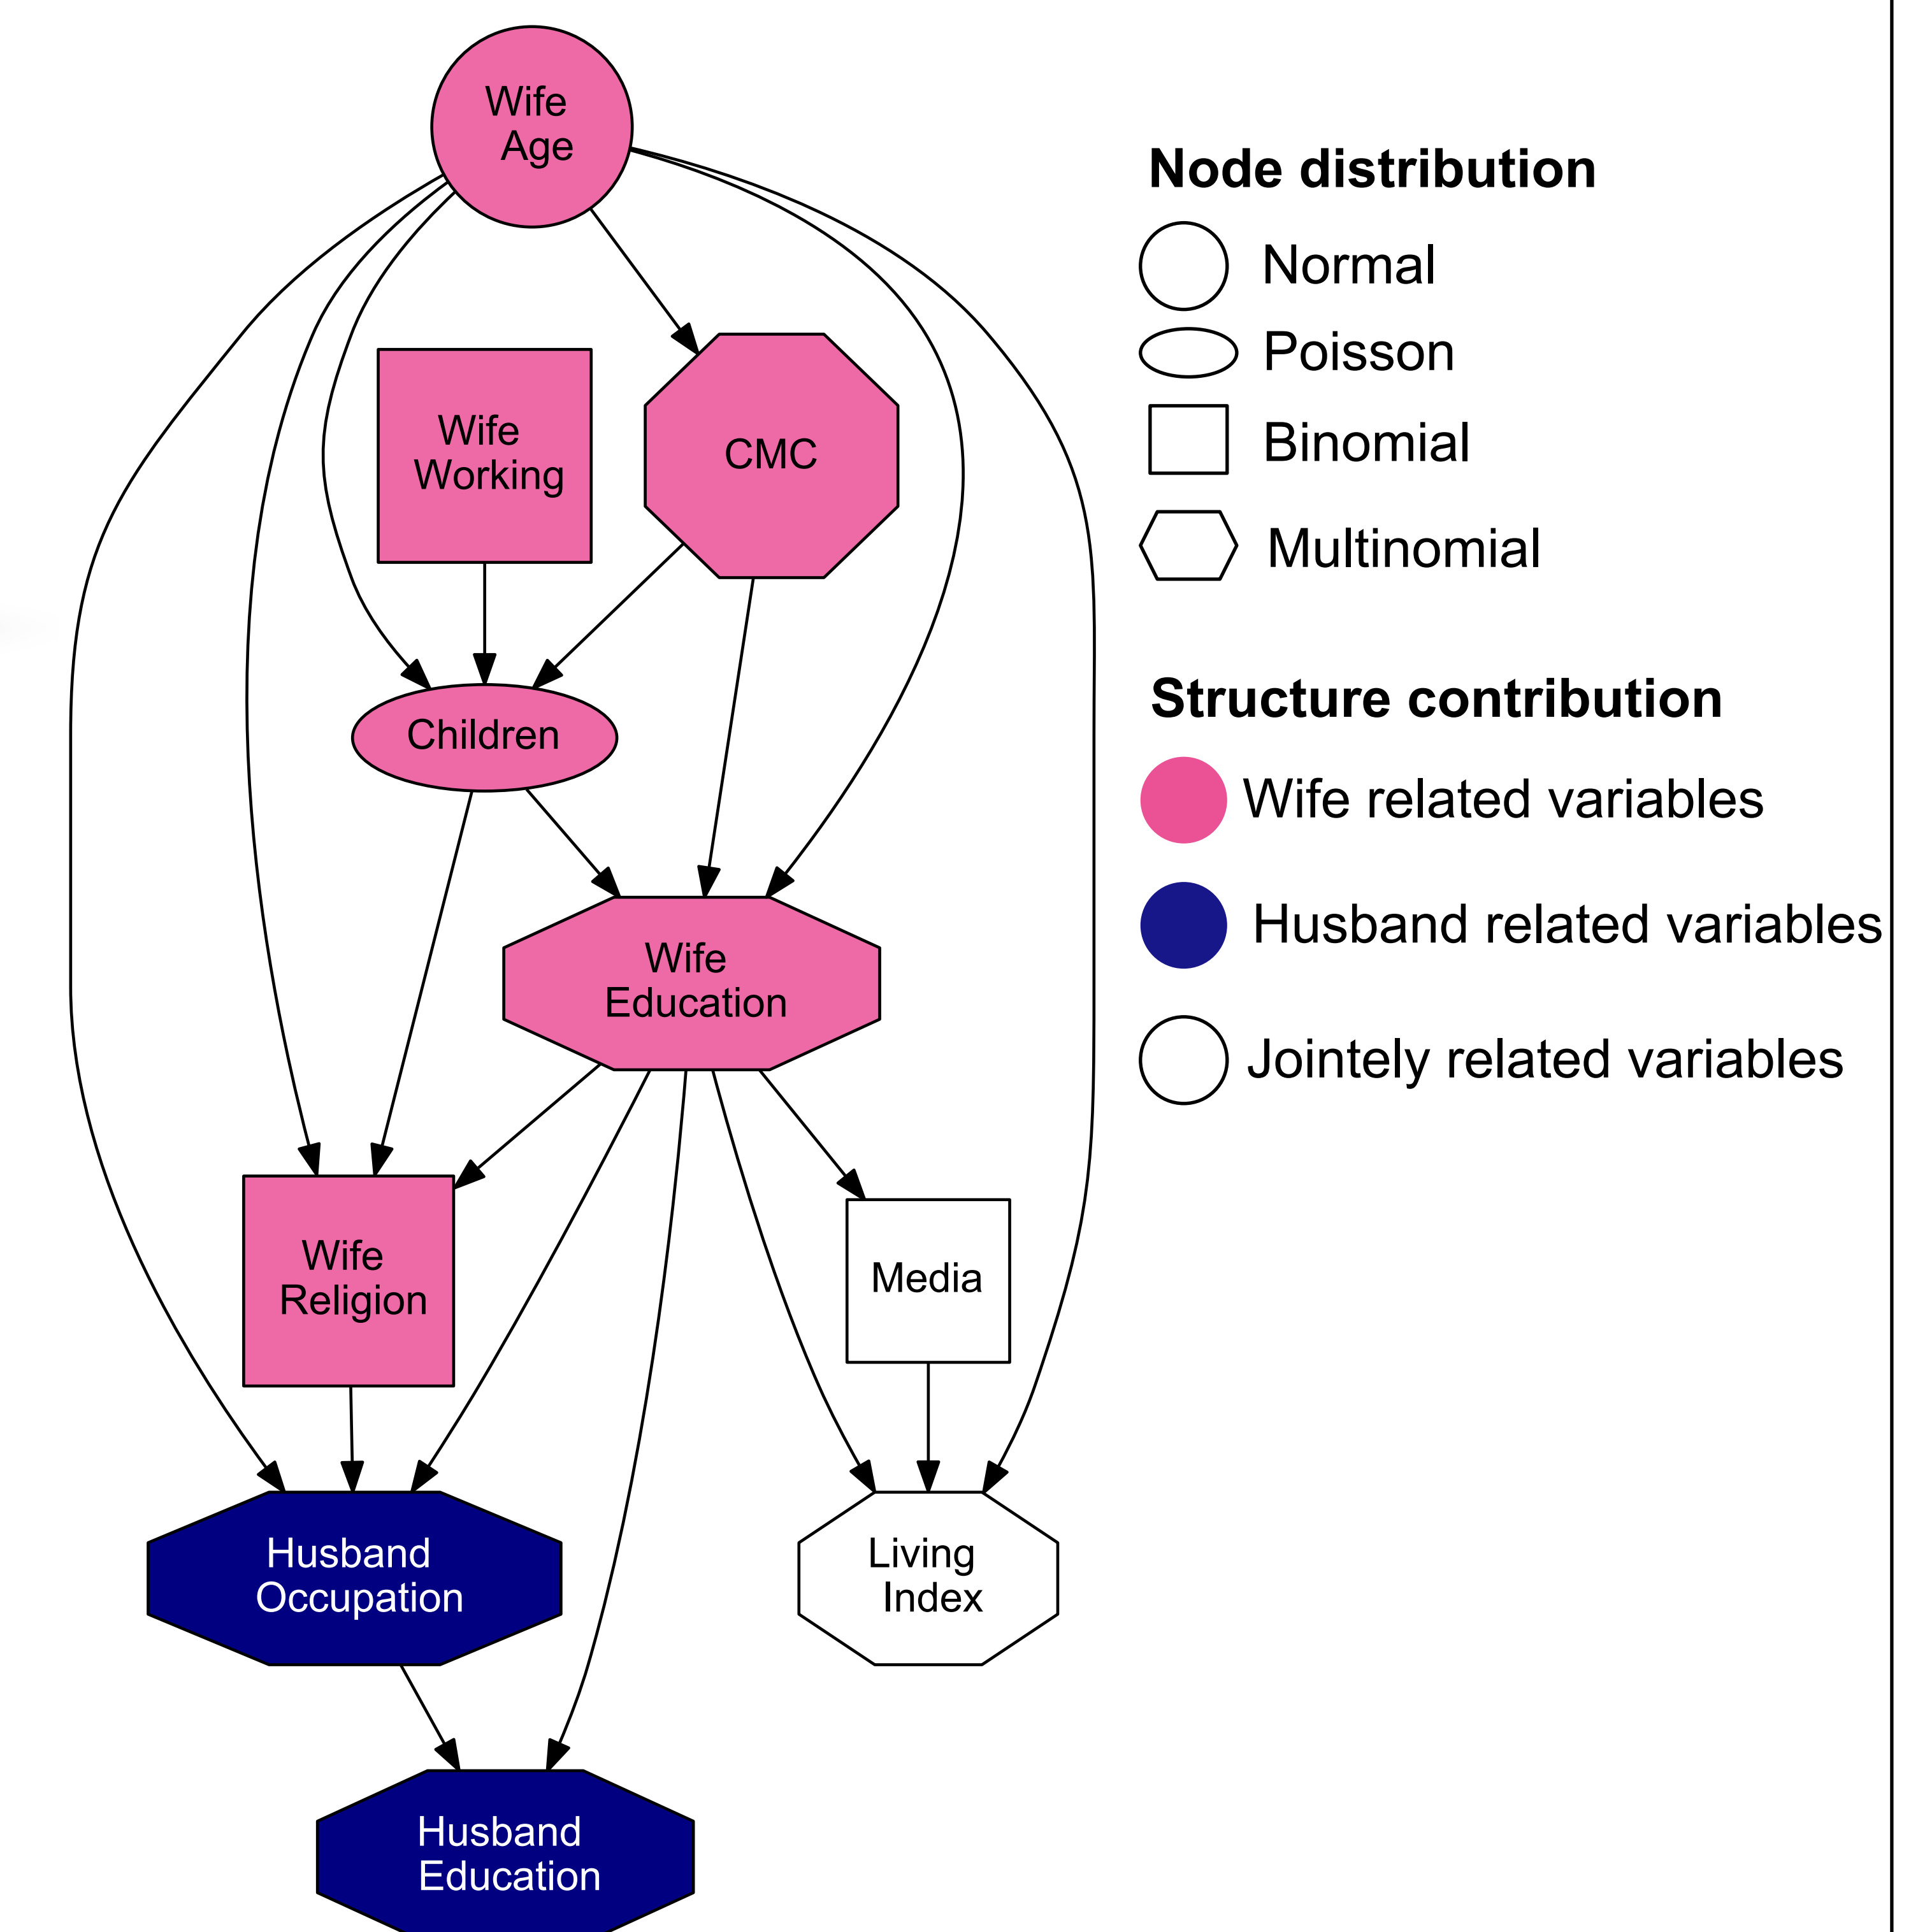 Wife
Age
Wife
Working
CMC
Children
Wife
Education
Wife
Religion
Media
Husband
Occupation
Living
Index
Husband
Education
Node distribution
Normal
Poisson
Binomial
Multinomial
Structure contribution
Wife related variables
Husband related variables
Jointely related variables